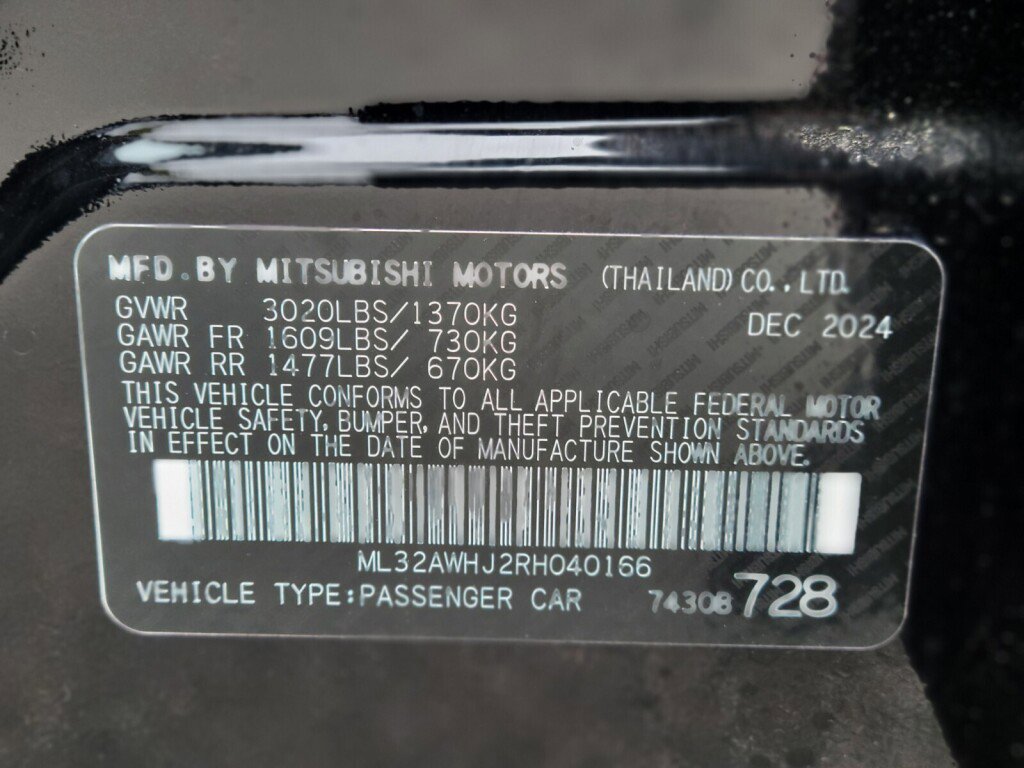 MFD.BY MITSUBISHI MOTORS (THAILAND) CO.,LTD.
GVWR 3020LBS/1370KG DEC 2024
GAWR FR 1609LBS/ 730KG
GAWR RR 1477LBS/ 670KG
THIS VEHICLE CONFORMS TO ALL APPLICABLE FEDERAL MOTOR
VEHICLE SAFETY, BUMPER, AND THEFT PREVENTION STANDARDS
IN EFFECT ON THE DATE OF MANUFACTURE SHOWN ABOVE.
ML32AWHJ2RH040166
VEHICLE TYPE:PASSENGER CAR 7430B 728